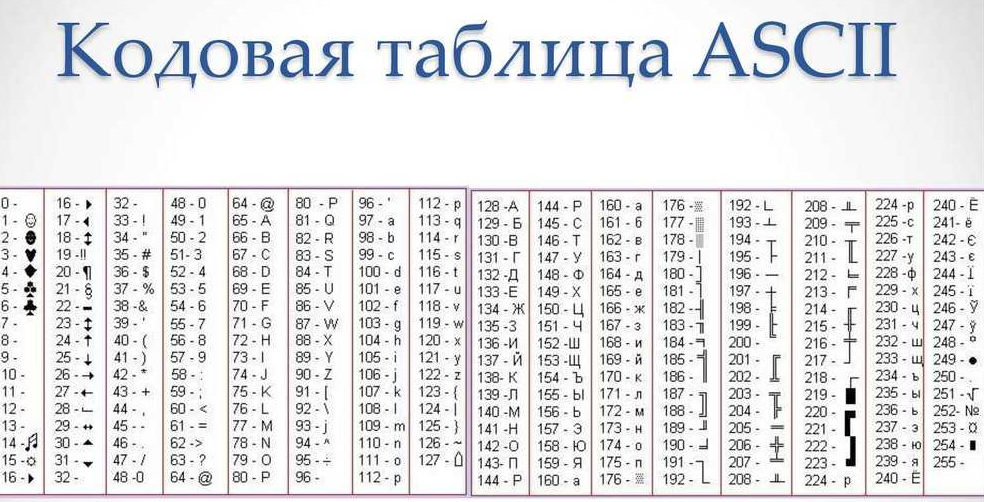 Кодовая таблица ASCII
0 - 16 - ► 32 - 48 - 0 64 - @ 80 - P 96 - ' 112 - p 128 -А 144 - Р 160 - а 176 - ░ 192 - └ 208 - ╨ 224 -р 240 - Ё
1 - ☺ 17 - ◄ 33 - ! 49 - 1 65 - A 81 - Q 97 - a 113 - q 129 - Б 145 - С 161 - б 177 - ▒ 193 - ┴ 209 - ╤ 225 - с 241- ё
2 - ☻ 18 - ↕ 34 - " 50 - 2 66 - B 82 - R 98 - b 114 - r 130 -В 146 - Т 162 - в 178 - ▓ 194 - ┬ 210 - ╥ 226 -т 242 - Є
3 - ♥ 19 -‼ 35 - # 51- 3 67 - C 83 - S 99 - c 115 - s 131 - Г 147 - У 163 - г 179 - │ 195 - ├ 211 - ╙ 227 -у 243 - є
4 - ♦ 20 - ¶ 36 - $ 52 - 4 68 - D 84 - T 100 - d 116 - t 132 -Д 148 - Ф 164 - д 180 - ┤ 196 - ─ 212 - ╘ 228 - ф 244 - Ї
5 - ♣ 21 - § 37 - % 53 - 5 69 - E 85 - U 101 - e 117 - u 133 -Е 149 - Х 165 - е 181 - ╡ 197 - ┼ 213 - ╒ 229 - х 245 - ї
6 - ♠ 22 - ▬ 38 -& 54 - 6 70 - F 86 - V 102 - f 118 - v 134 - Ж 150 - Ц 166 - ж 182 - ╢ 198 - ╞ 214 - ╓ 230 - ц 246 - Ў
7 - 23 - ↨ 39 - ' 55 - 7 71 - G 87 - W 103 - g 119 - w 135 -З 151 - Ч 167 - з 183 - ╖ 199 - ╟ 215 - ╫ 231 - ч 247 - ў
8 - 24 - ↑ 40 - ( 56 - 8 72 - H 88 - X 104 - h 120 - x 136 -И 152 -Ш 168 - и 184 - ╕ 200 - 216 - ╪ 232 - ш 248 - °
9 - 25 - ↓ 41 - ) 57 - 9 73 - I 89 - Y 105 - i 121 - y 137 - Й 153 -Щ 169 - й 185 - ╣ 201 - ╔ 217 - ┘ 233 - щ 249 - ●
10 - 26 - → 42 - * 58 - : 74 - J 90 - Z 106 - j 122 - z 138- К 154 - Ъ 170 - к 186 - ║ 202 - ╩ 218 - ┌ 234 - ъ 250 - .
11 - 27 - ← 43 - + 59 - ; 75 - K 91 - [ 107 - k 123 - { 139 - Л 155 - Ы 171 - л 187 - ╗ 203 - ╦ 219 - █ 235 - ы 251 - √
12 - 28 - ∟ 44 - , 60 - < 76 - L 92 - \ 108 - l 124 - | 140 -М 156 - Ь 172 - м 188 - ╝ 204 - ╠ 220 - 236 - ь 252- №
13 - 29 - ↔ 45 - - 61 - = 77 - M 93 - ] 109 - m 125 - } 141 - Н 157 - Э 173 - н 189 - ╜ 205 - ═ 221 - 237 - э 253 - ¤
14 - ♫ 30 - ▲ 46 - . 62 -> 78 - N 94 - ^ 110 - n 126 - ~ 142 -О 158 - Ю 174 - о 190 - ╛ 206 - ╬ 222 - 238 - ю 254 - ■
15 - ☼ 31 - ▼ 47 - / 63 - ? 79 - O 95 - ÷ 111 - o 127 - ⌂ 143- П 159 - Я 175 - п 191 - ┐ 207 - ╧ 223 - 239 - я 255 -
16 - ► 32 - 48 -0 64 - @ 80 - P 96 - 112 - p 144 - Р 160 - а 176 - ░ 192 - └ 208 - ╨ 224 - р 240 - Ё